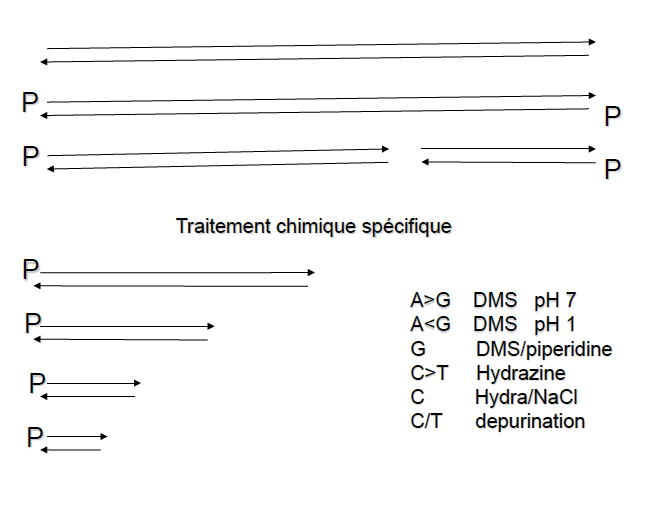 P
P
P
P
Traitement chimique spécifique
P
A>G DMS pH 7
P
A<G DMS pH 1
G DMS/piperidine
C>T Hydrazine
P
C Hydra/NaCl
C/T depurination
P